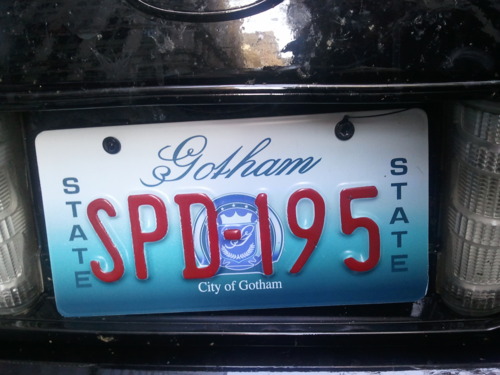 Gotham
STATE
SPD-195
STATE
City of Gotham